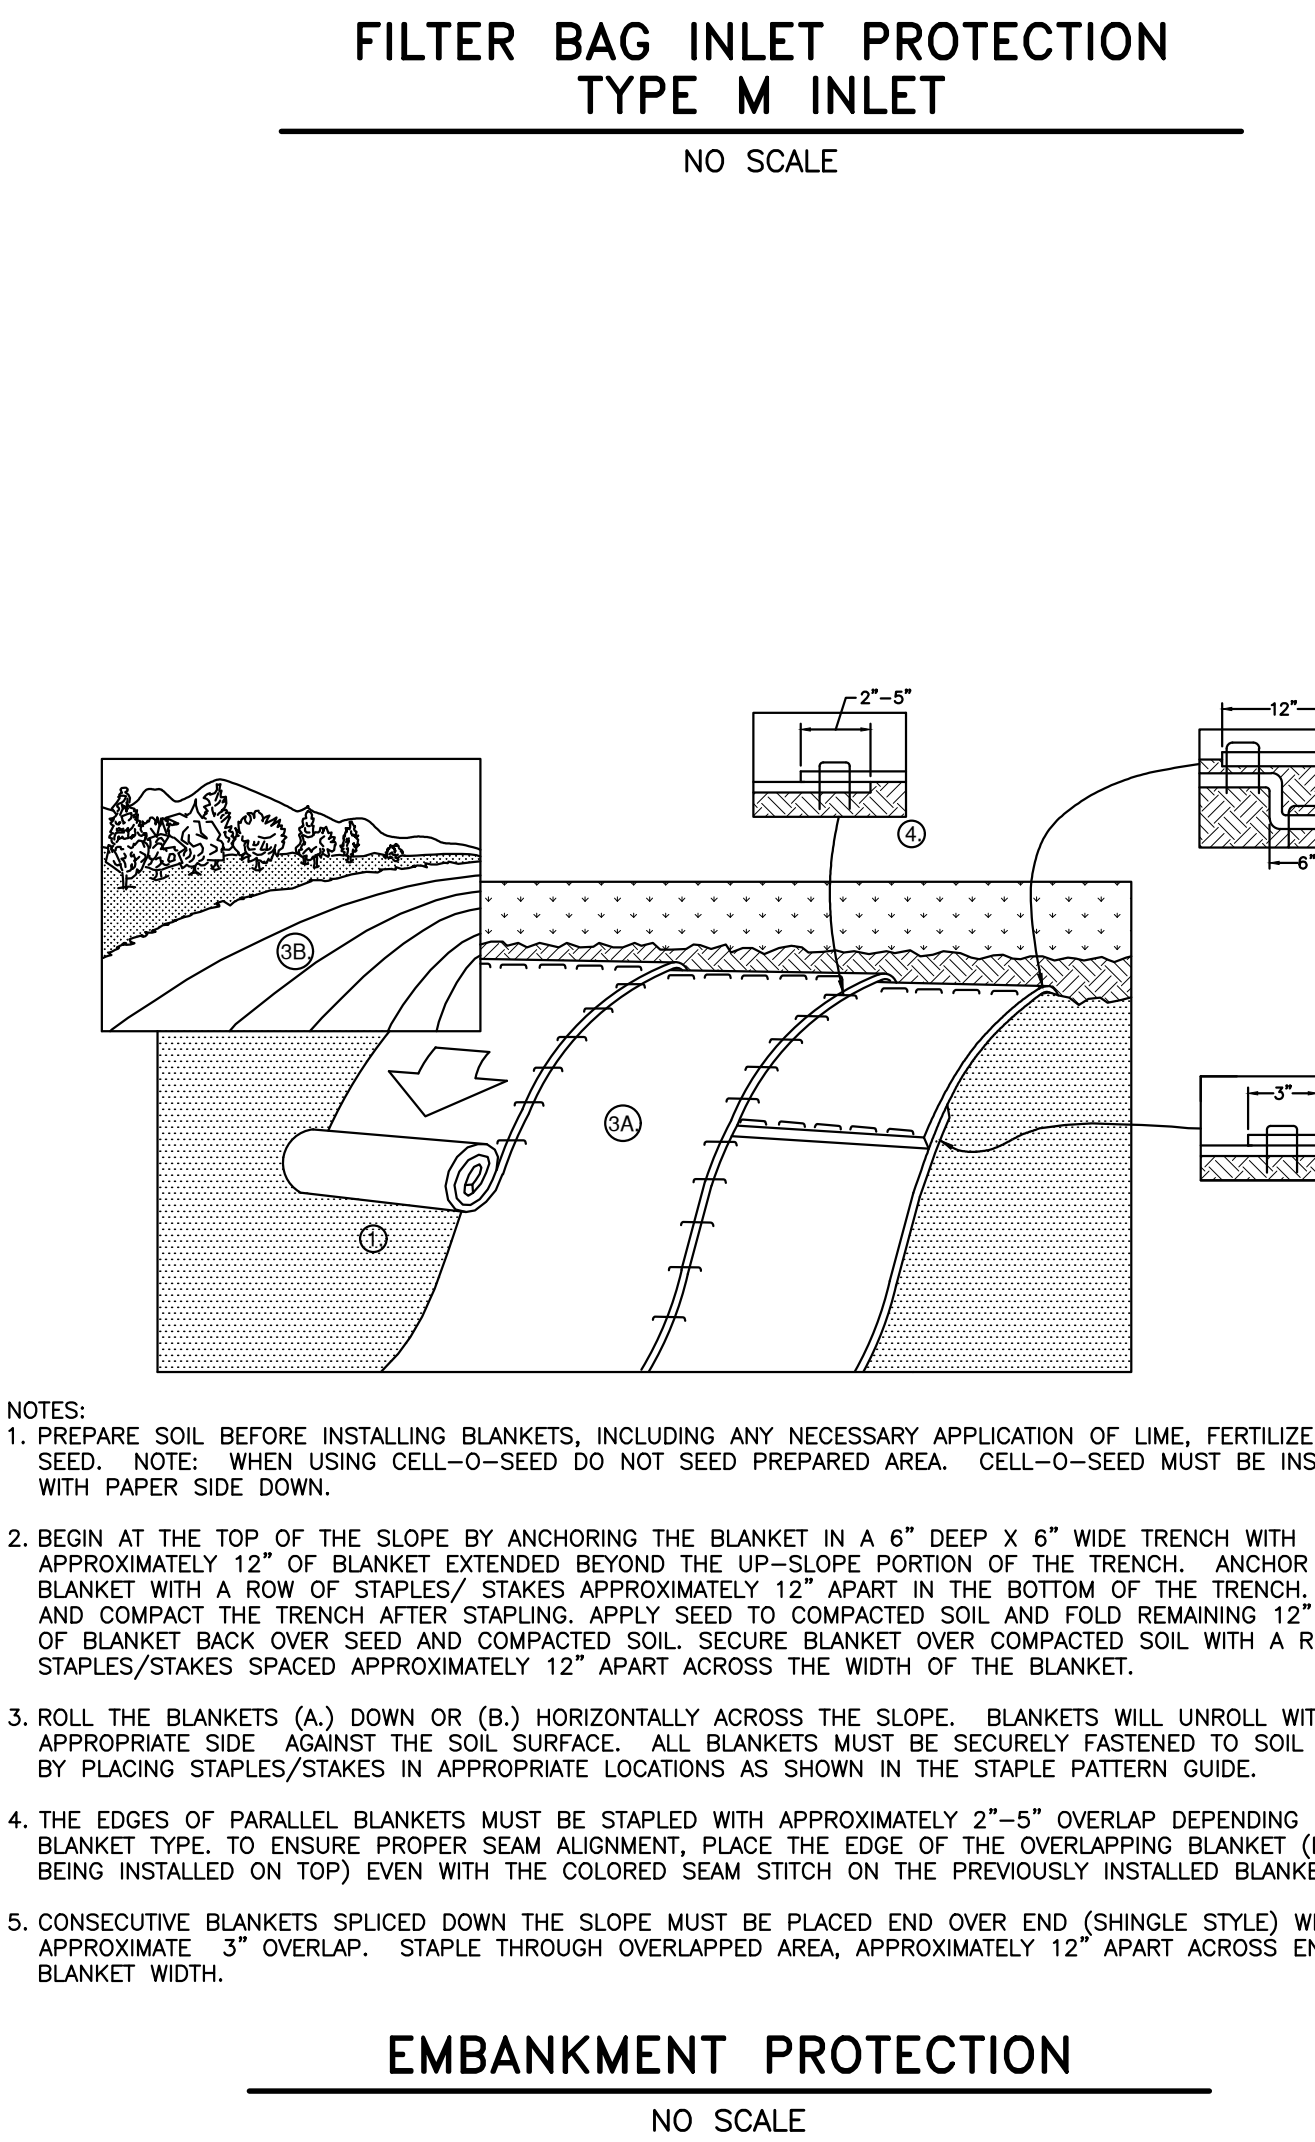 FILTER BAG INLET PROTECTION
TYPE M INLET
NO SCALE
2"-5"
12"
4.
6"
3B.
3"
3A.
1.
NOTES:
1. PREPARE SOIL BEFORE INSTALLING BLANKETS, INCLUDING ANY NECESSARY APPLICATION OF LIME, FERTILIZE
SEED. NOTE: WHEN USING CELL-O-SEED DO NOT SEED PREPARED AREA. CELL-O-SEED MUST BE INS
WITH PAPER SIDE DOWN.
2. BEGIN AT THE TOP OF THE SLOPE BY ANCHORING THE BLANKET IN A 6" DEEP X 6" WIDE TRENCH WITH
APPROXIMATELY 12" OF BLANKET EXTENDED BEYOND THE UP-SLOPE PORTION OF THE TRENCH. ANCHOR
BLANKET WITH A ROW OF STAPLES/ STAKES APPROXIMATELY 12" APART IN THE BOTTOM OF THE TRENCH.
AND COMPACT THE TRENCH AFTER STAPLING. APPLY SEED TO COMPACTED SOIL AND FOLD REMAINING 12"
OF BLANKET BACK OVER SEED AND COMPACTED SOIL. SECURE BLANKET OVER COMPACTED SOIL WITH A R
STAPLES/STAKES SPACED APPROXIMATELY 12" APART ACROSS THE WIDTH OF THE BLANKET.
3. ROLL THE BLANKETS (A.) DOWN OR (B.) HORIZONTALLY ACROSS THE SLOPE. BLANKETS WILL UNROLL WIT
APPROPRIATE SIDE AGAINST THE SOIL SURFACE. ALL BLANKETS MUST BE SECURELY FASTENED TO SOIL
BY PLACING STAPLES/STAKES IN APPROPRIATE LOCATIONS AS SHOWN IN THE STAPLE PATTERN GUIDE.
4. THE EDGES OF PARALLEL BLANKETS MUST BE STAPLED WITH APPROXIMATELY 2"-5" OVERLAP DEPENDING
BLANKET TYPE. TO ENSURE PROPER SEAM ALIGNMENT, PLACE THE EDGE OF THE OVERLAPPING BLANKET (
BEING INSTALLED ON TOP) EVEN WITH THE COLORED SEAM STITCH ON THE PREVIOUSLY INSTALLED BLANKE
5. CONSECUTIVE BLANKETS SPLICED DOWN THE SLOPE MUST BE PLACED END OVER END (SHINGLE STYLE) WI
APPROXIMATE 3" OVERLAP. STAPLE THROUGH OVERLAPPED AREA, APPROXIMATELY 12" APART ACROSS EN
BLANKET WIDTH.
EMBANKMENT PROTECTION
NO SCALE